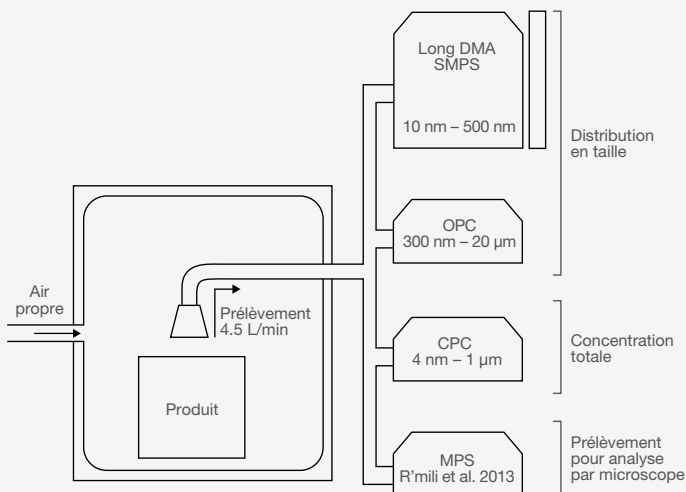 Long DMA
SMPS
10 nm – 500 nm
Distribution
en taille
OPC
300 nm – 20 µm
Air
propre
Prélèvement
4.5 L/min
CPC
4 nm – 1 µm
Concentration
totale
Produit
MPS
R’mili et al. 2013
Prélèvement
pour analyse
par microscope